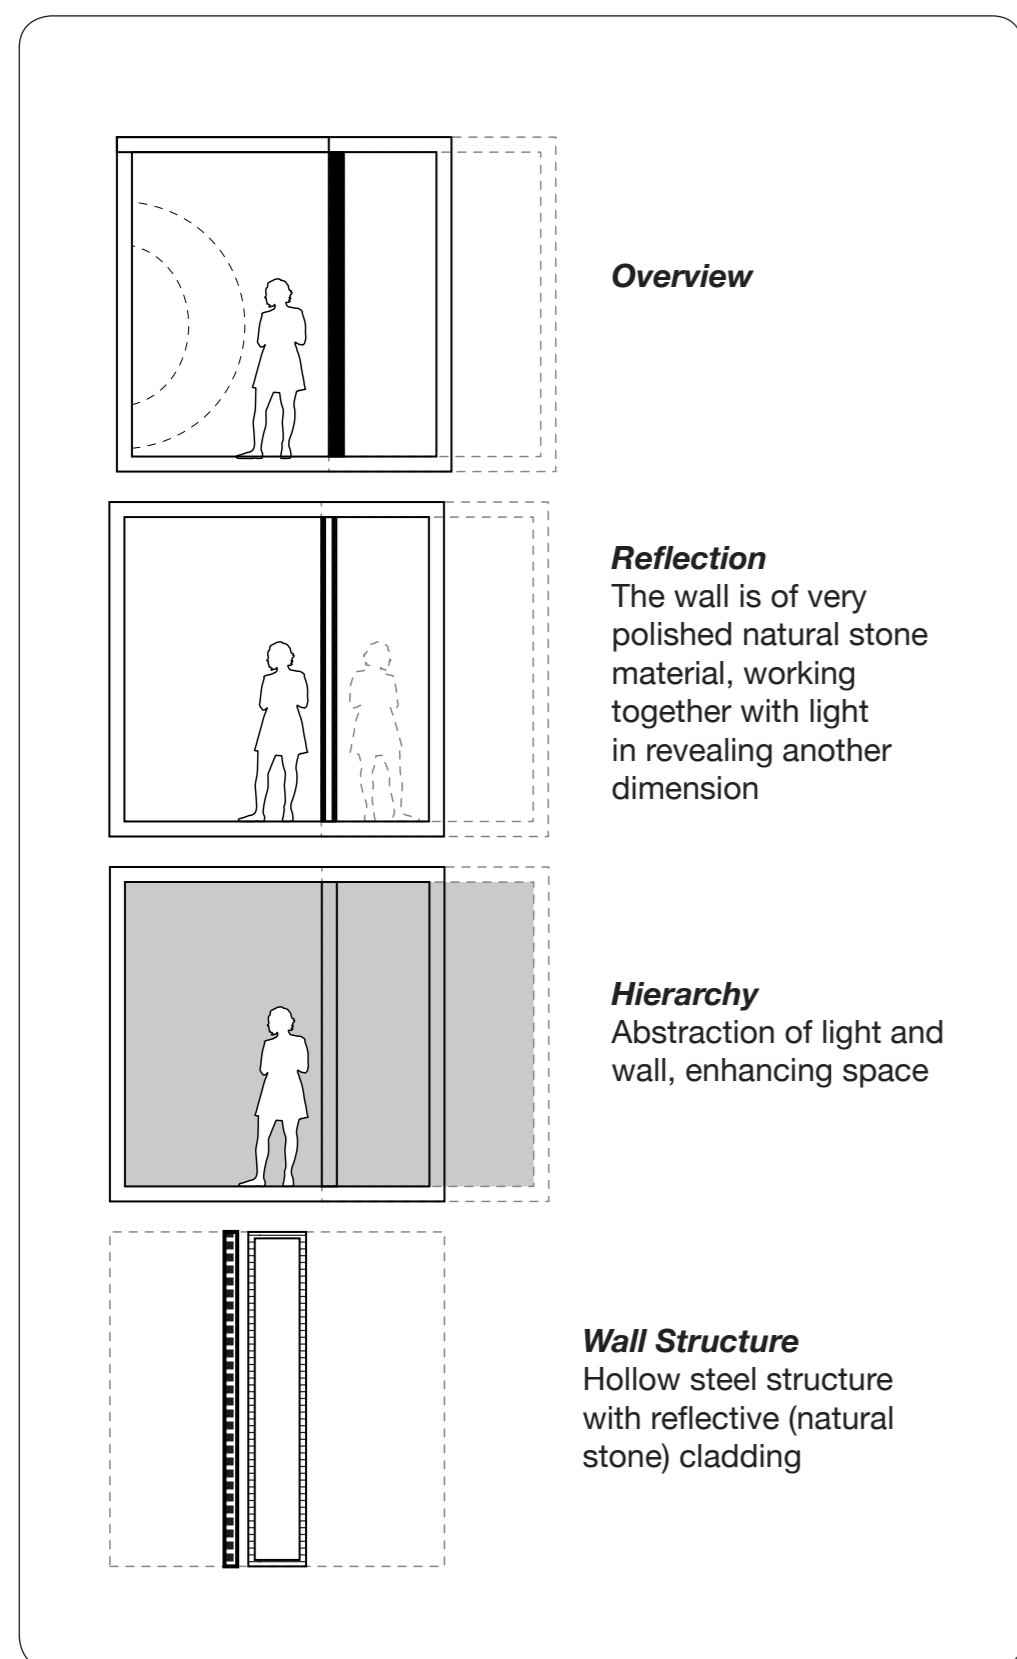 Overview
Reflection
The wall is of very
polished natural stone
material, working
together with light
in revealing another
dimension
Hierarchy
Abstraction of light and
wall, enhancing space
Wall Structure
Hollow steel structure
with reflective (natural
stone) cladding